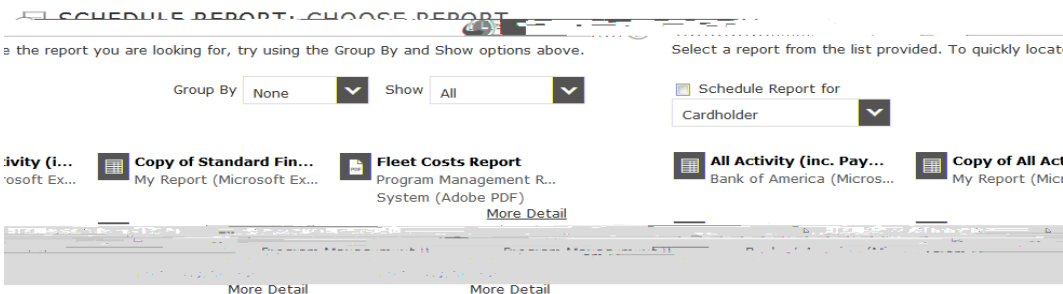 SCHEDULE REPORT: CHOOSE REPORT
e the report you are looking for, try using the Group By and Show options above.
Select a report from the list provided. To quickly locat
Group By None Show All
Schedule Report for
Cardholder
tivity (i...
rosoft Ex...
Copy of Standard Fin...
My Report (Microsoft Ex...
Fleet Costs Report
Program Management R...
System (Adobe PDF)
More Detail
All Activity (inc. Pay...
Bank of America (Micros...
Copy of All Act
My Report (Micr
More Detail
More Detail